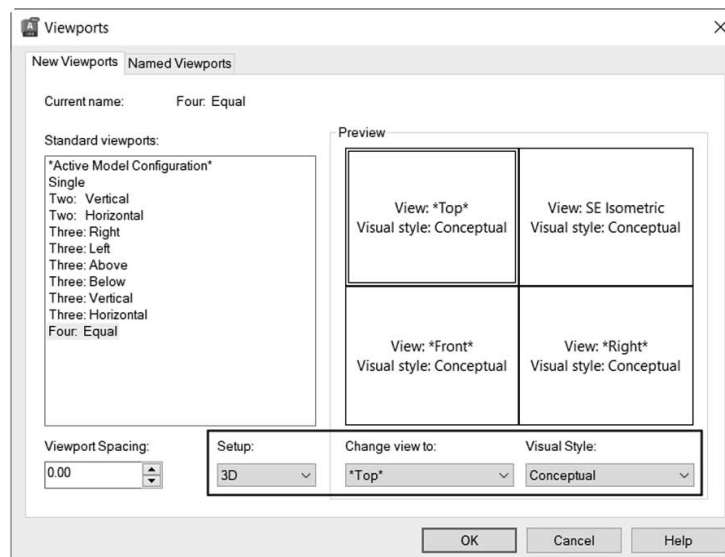 Viewports
New Viewports Named Viewports
Current name: Four: Equal
Standard viewports:
*Active Model Configuration*
Single
Two: Vertical
Two: Horizontal
Three: Right
Three: Left
Three: Above
Three: Below
Three: Vertical
Three: Horizontal
Four: Equal
Preview
View: *Top*
Visual style: Conceptual
View: SE Isometric
Visual style: Conceptual
View: *Front*
Visual style: Conceptual
View: *Right*
Visual style: Conceptual
Viewport Spacing:
0.00
Setup:
3D
Change view to:
*Top*
Visual Style:
Conceptual
OK Cancel Help